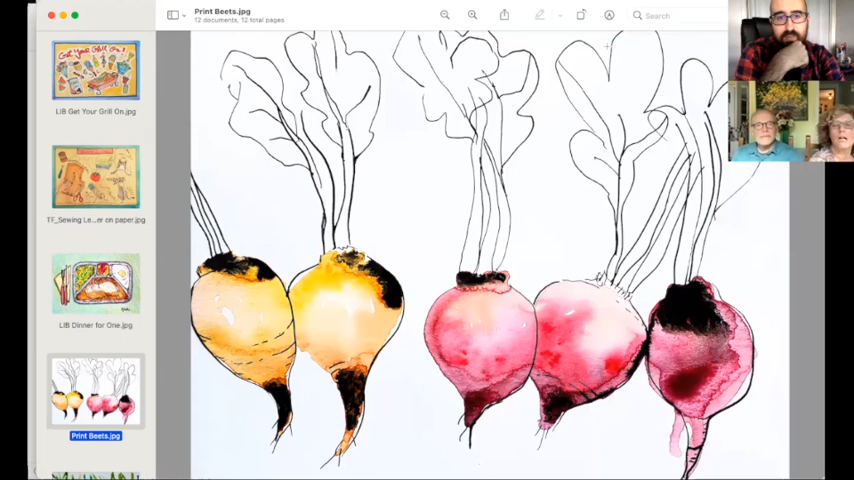 Print Beets.jpg
12 documents, 12 total pages
Search
Get Your Grill On!
LIB Get Your Grill On.jpg
TF_Sewing Le...er on paper.jpg
LIB Dinner for One.jpg
Print Beets.jpg